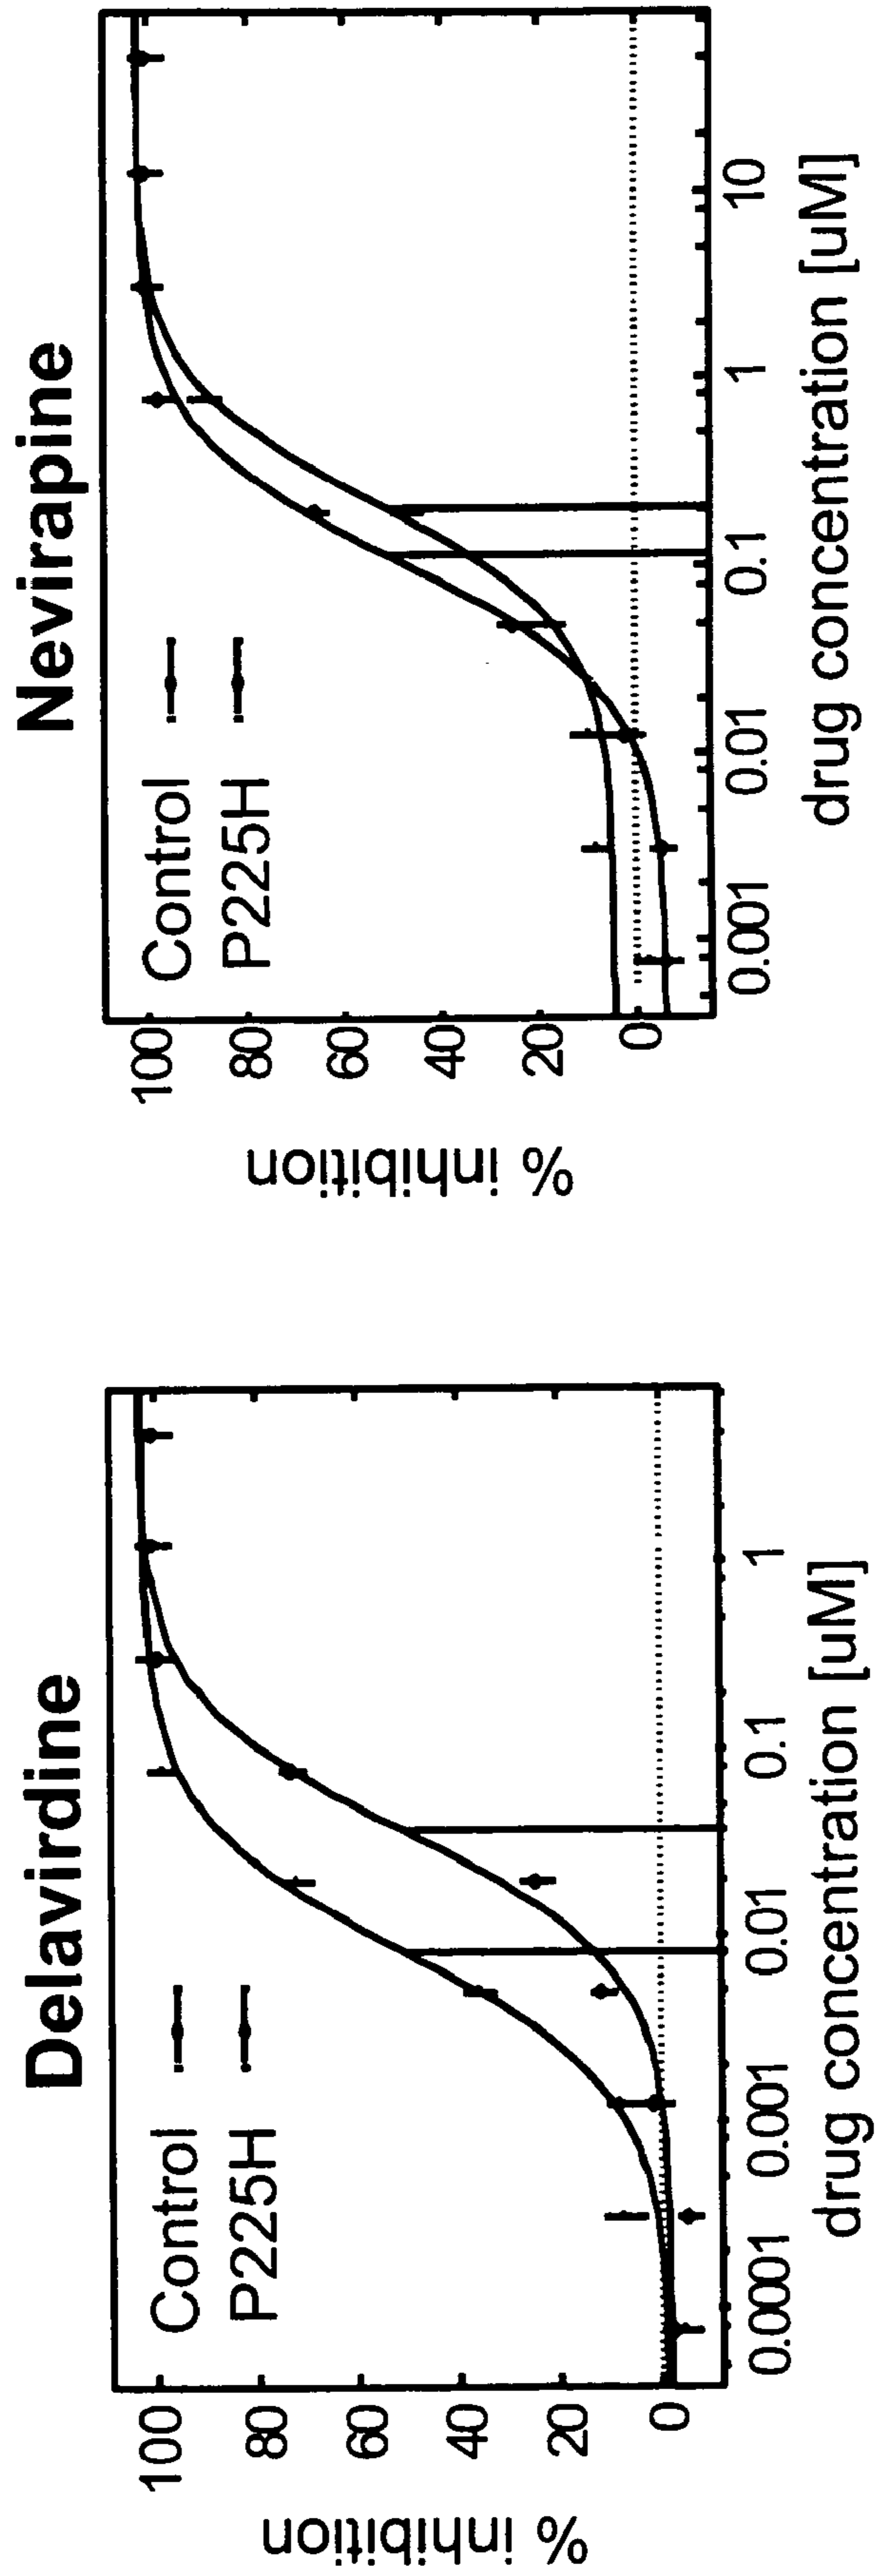 Delavirdine
Control
P225H
% inhibition
100
80
60
40
20
0
0.0001
0.001
0.01
0.1
1
drug concentration [uM]
Nevirapine
Control
P225H
% inhibition
100
80
60
40
20
0
0.001
0.01
0.1
1
10
drug concentration [uM]